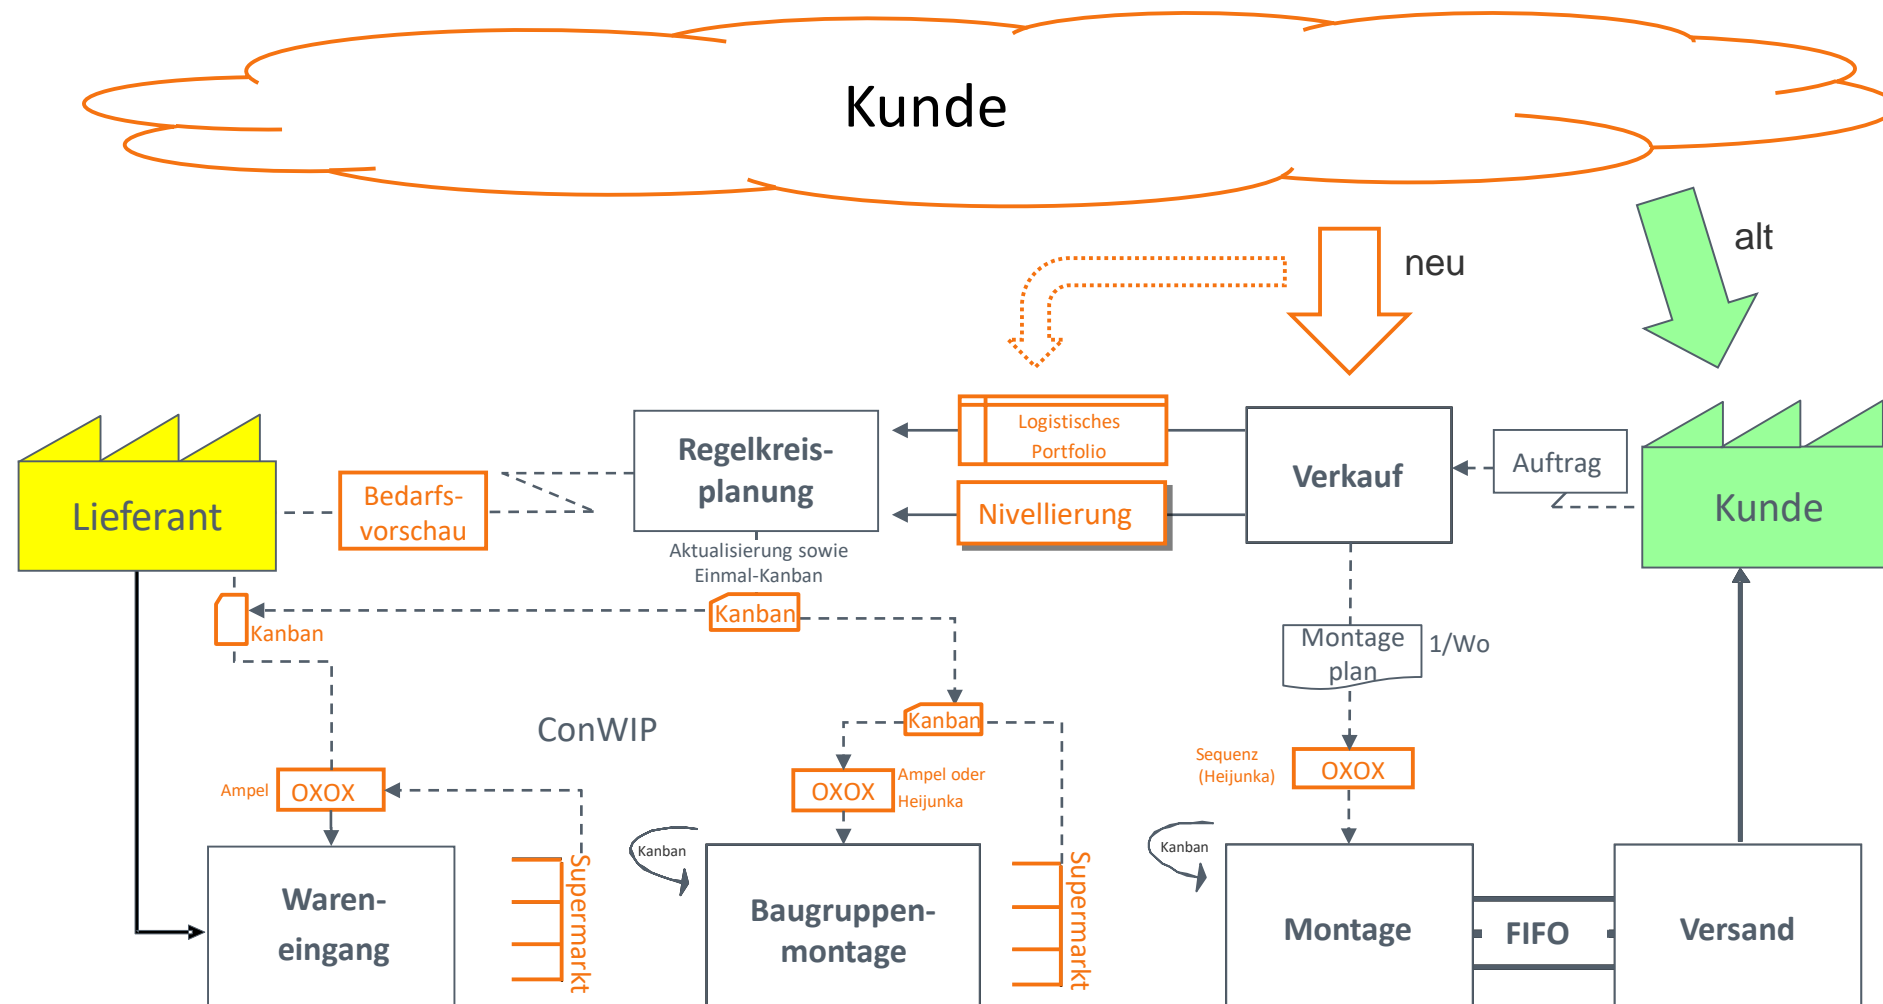 Kunde
neu
alt
Logistisches
Portfolio
Regelkreis-
planung
Verkauf
Auftrag
Kunde
Lieferant
Bedarfs-
vorschau
Nivellierung
Aktualisierung sowie
Einmal-Kanban
Kanban
Kanban
Montage
plan
1/Wo
ConWIP
Kanban
Sequenz
(Heijunka)
OXOX
Ampel
OXOX
OXOX
Ampel oder
Heijunka
Kanban
Kanban
Supermarkt
Supermarkt
Waren-
eingang
Baugruppen-
montage
Montage
FIFO
Versand